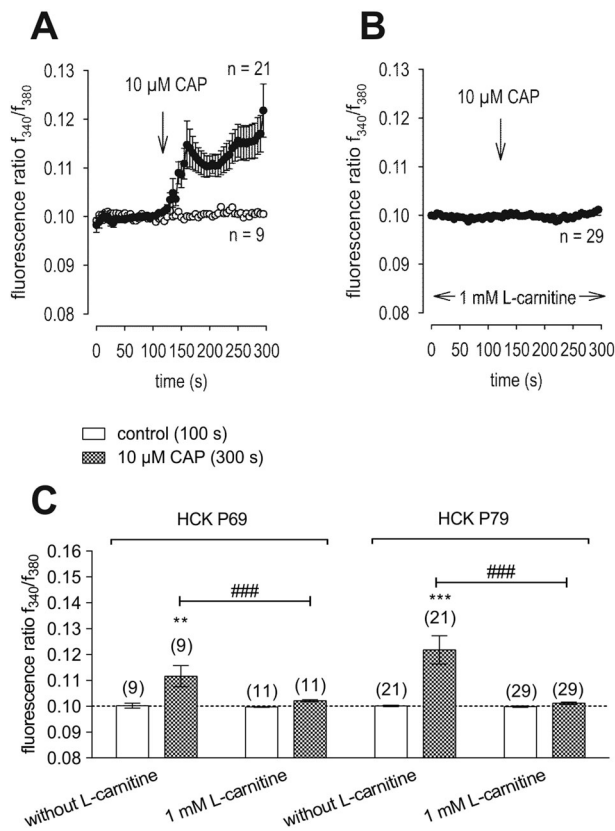 A
fluorescence ratio f340/f380
0.13
0.12
0.11
0.10
0.09
0.08
10 µM CAP
n = 21
n = 9
0 50 100 150 200 250 300
time (s)
B
fluorescence ratio f340/f380
0.13
0.12
0.11
0.10
0.09
0.08
10 µM CAP
n = 29
1 mM L-carnitine
0 50 100 150 200 250 300
time (s)
control (100 s)
10 µM CAP (300 s)
C
HCK P69 HCK P79
fluorescence ratio f340/f380
0.16
0.15
0.14
0.13
0.12
0.11
0.10
0.09
0.08
### ###
** ***
(9) (9) (11) (11) (21) (21) (29) (29)
without L-carnitine 1 mM L-carnitine without L-carnitine 1 mM L-carnitine